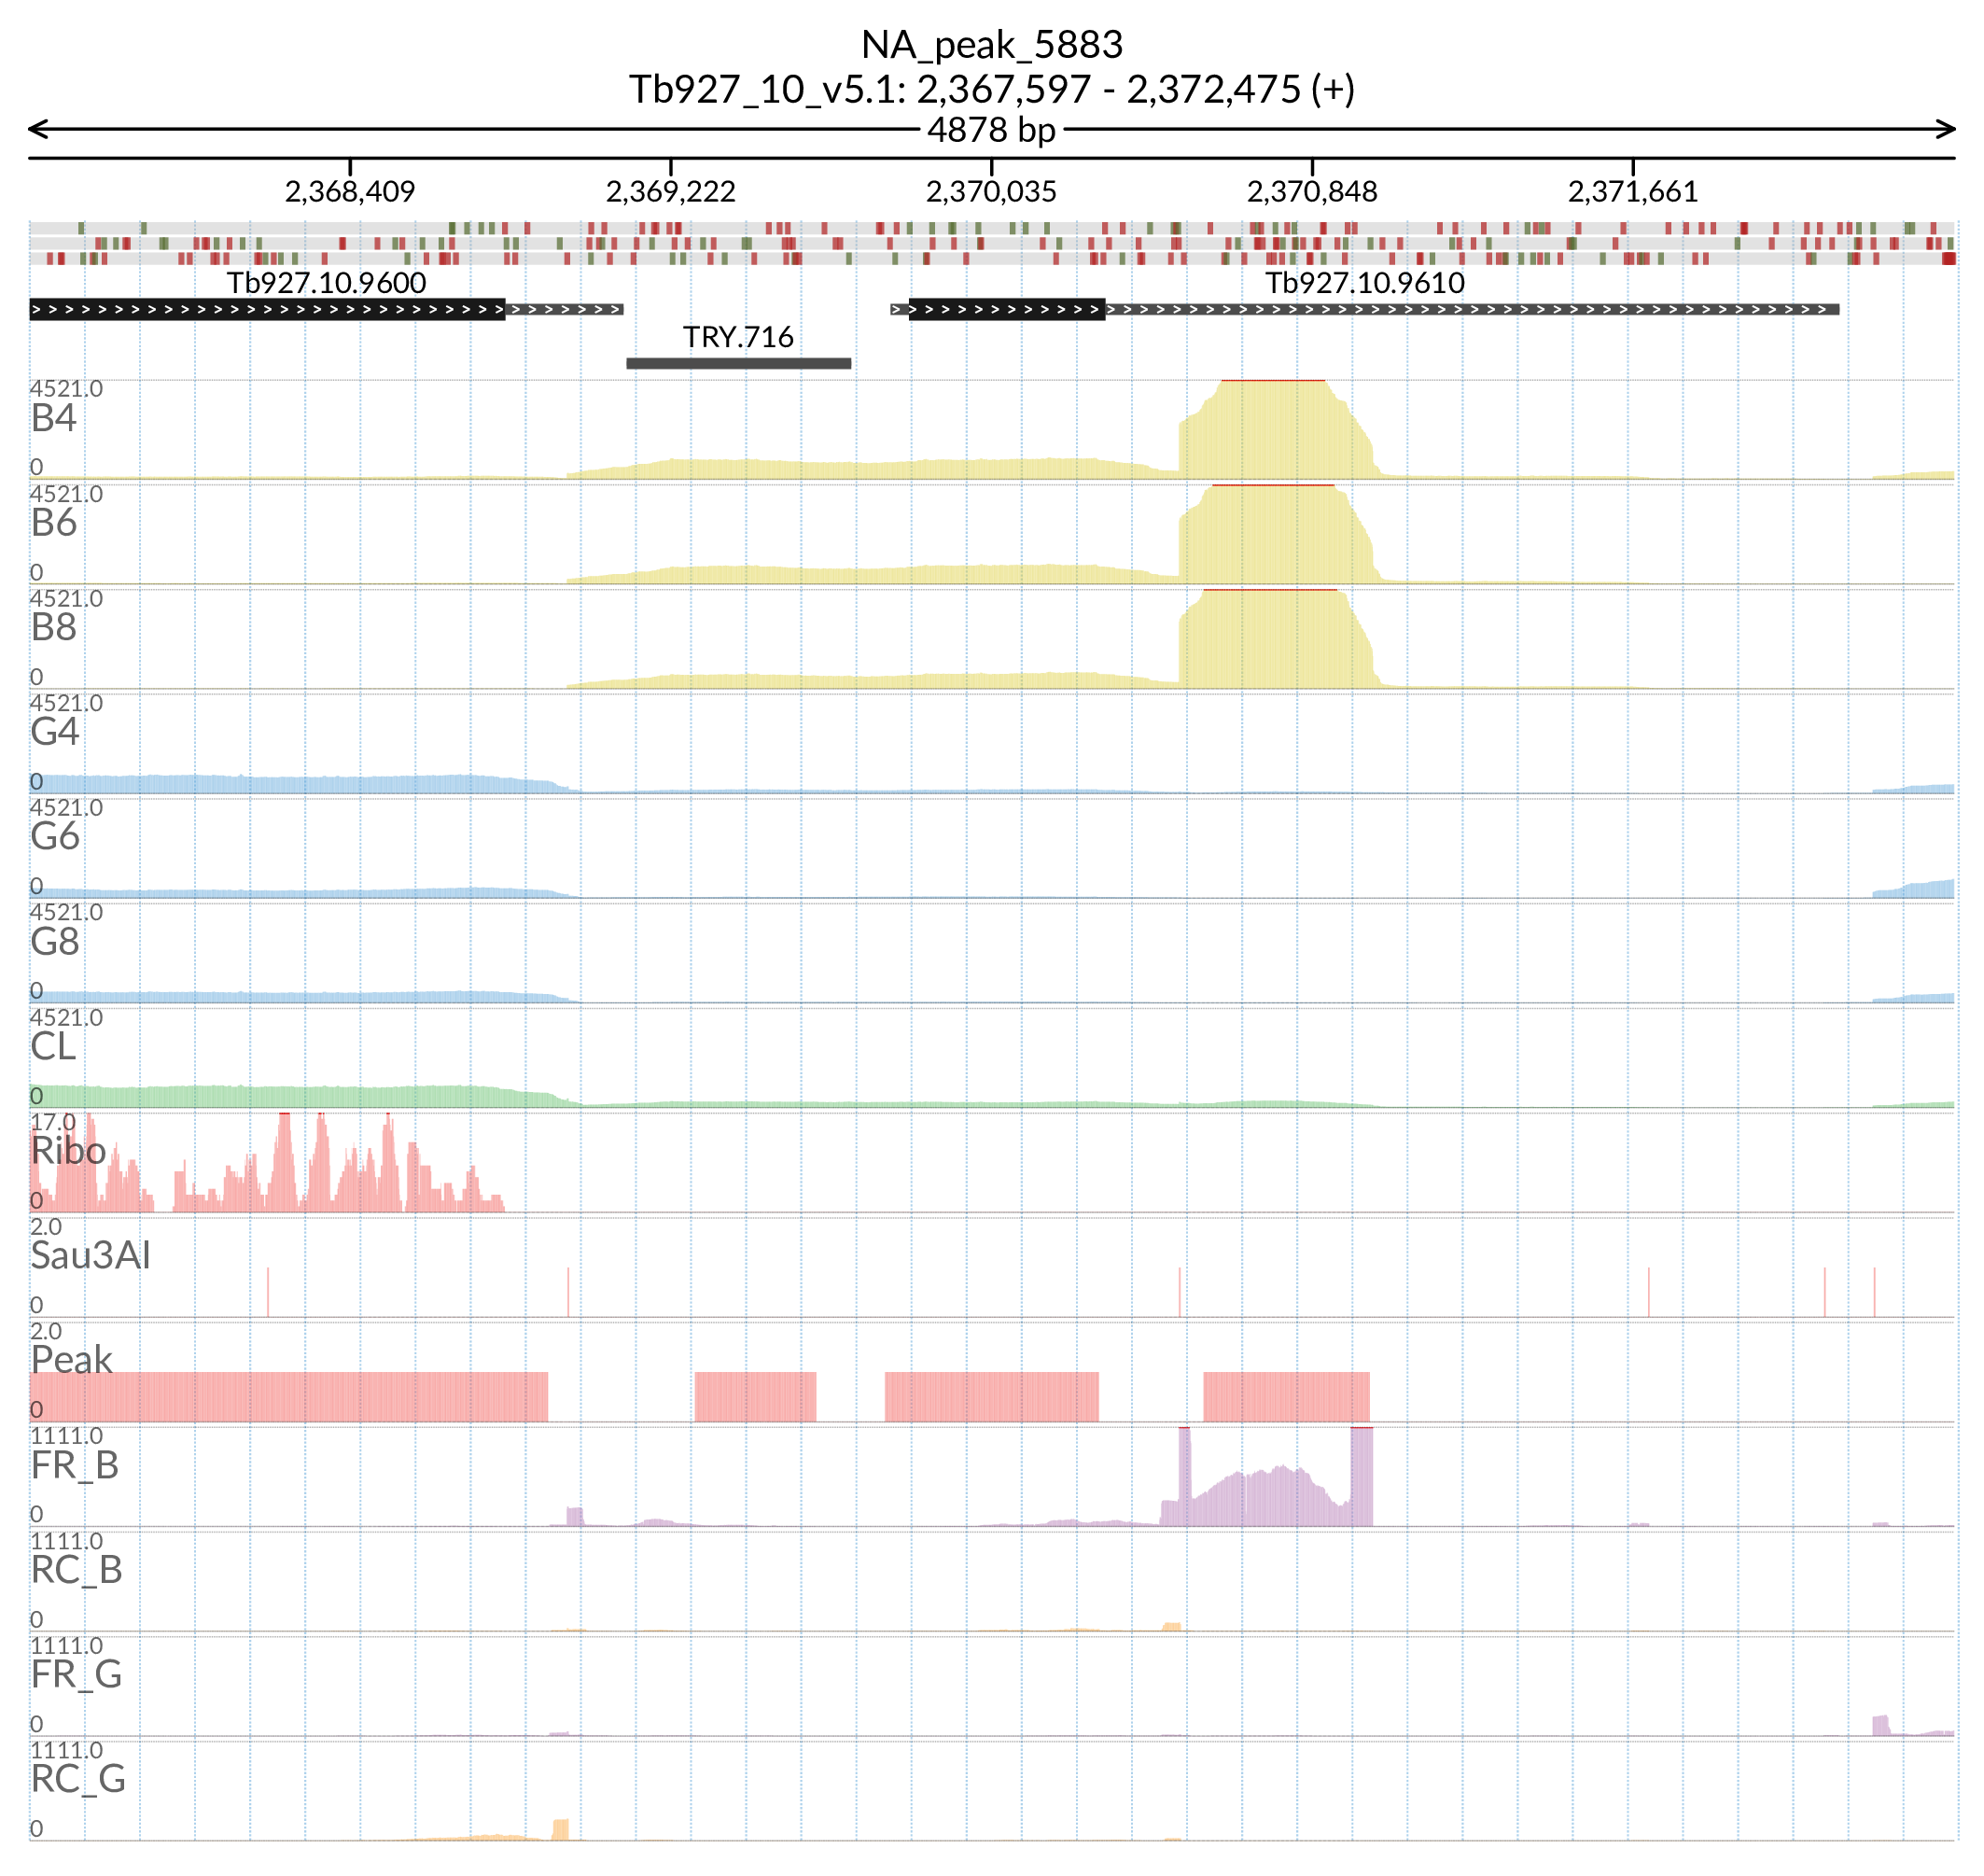 NA_peak_5883
Tb927_10_v5.1: 2,367,597 - 2,372,475 (+)
4878 bp
2,368,409 2,369,222 2,370,035 2,370,848 2,371,661
Tb927.10.9600 Tb927.10.9610
TRY.716
4521.0
B4
0
4521.0
B6
0
4521.0
B8
0
4521.0
G4
0
4521.0
G6
0
4521.0
G8
0
4521.0
CL
0
17.0
Ribo
0
2.0
Sau3AI
0
2.0
Peak
0
1111.0
FR_B
0
1111.0
RC_B
0
1111.0
FR_G
0
1111.0
RC_G
0